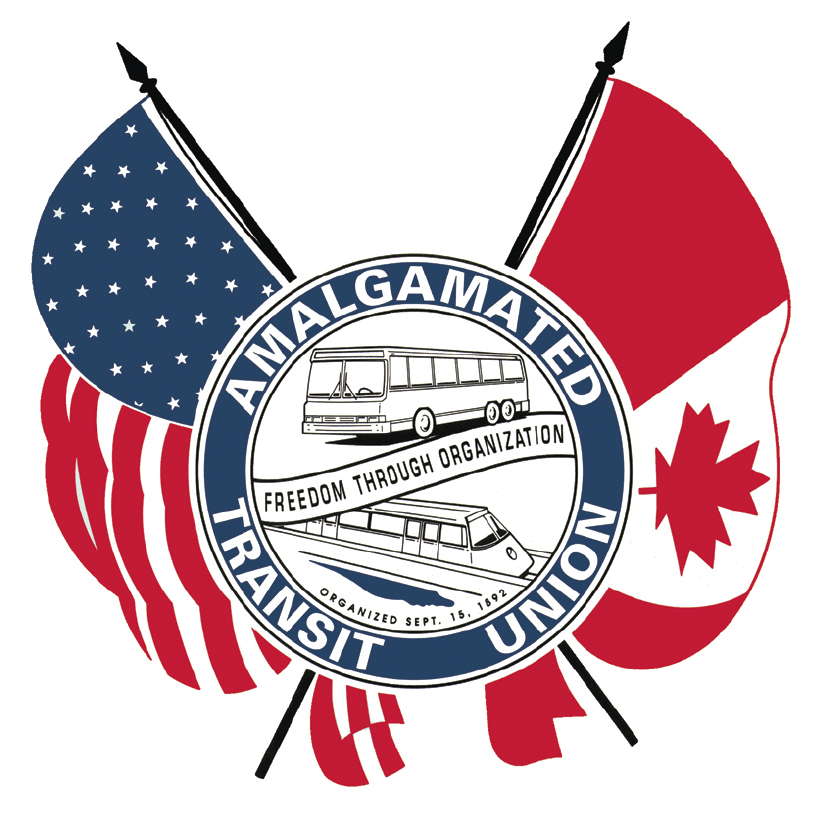 AMALGAMATED
FREEDOM THROUGH ORGANIZATION
ORGANIZED SEPT. 15, 1892
TRANSIT UNION